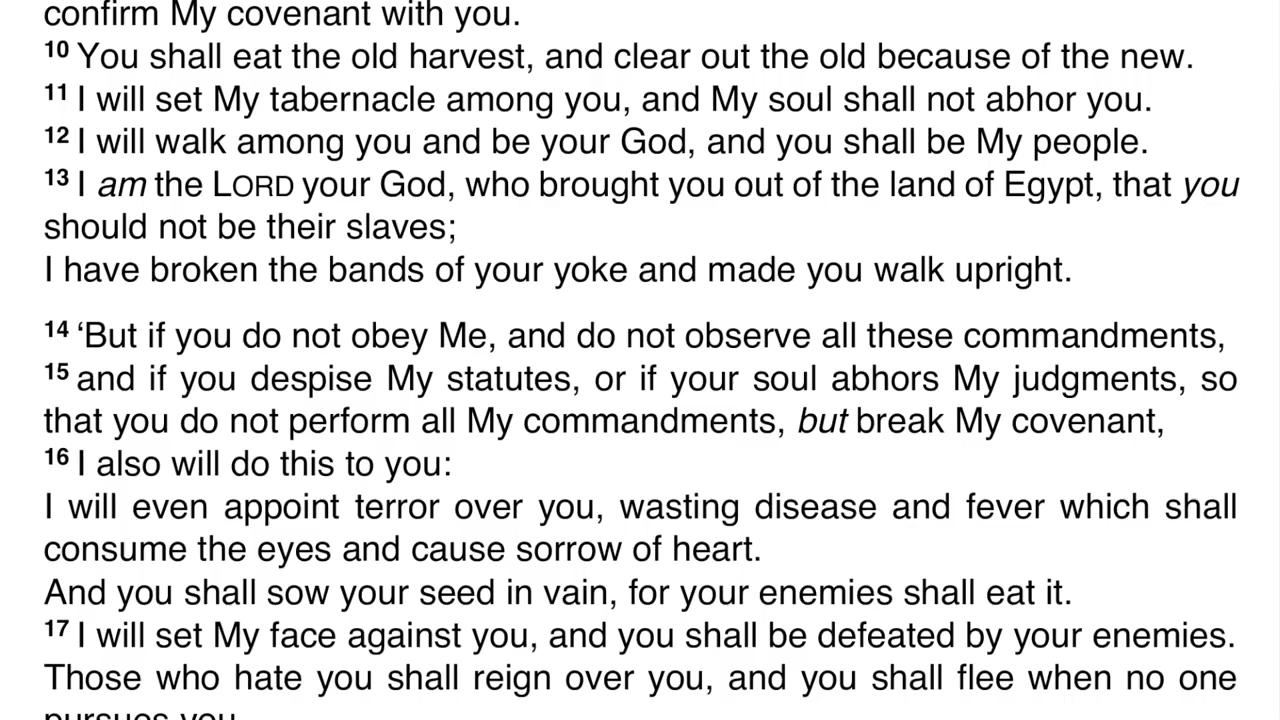 confirm My covenant with you.
10 You shall eat the old harvest, and clear out the old because of the new.
11 I will set My tabernacle among you, and My soul shall not abhor you.
12 I will walk among you and be your God, and you shall be My people.
13 I am the LORD your God, who brought you out of the land of Egypt, that you
should not be their slaves;
I have broken the bands of your yoke and made you walk upright.
14 ‘But if you do not obey Me, and do not observe all these commandments,
15 and if you despise My statutes, or if your soul abhors My judgments, so
that you do not perform all My commandments, but break My covenant,
16 I also will do this to you:
I will even appoint terror over you, wasting disease and fever which shall
consume the eyes and cause sorrow of heart.
And you shall sow your seed in vain, for your enemies shall eat it.
17 I will set My face against you, and you shall be defeated by your enemies.
Those who hate you shall reign over you, and you shall flee when no one
pursues you